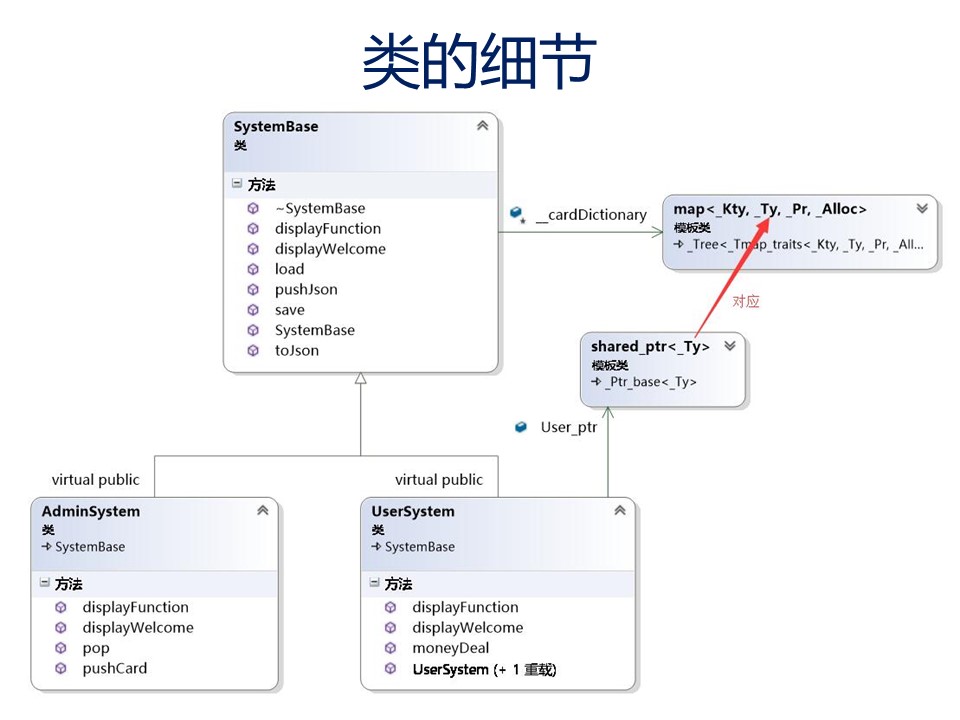 类的细节
SystemBase
类
方法
~SystemBase
displayFunction
displayWelcome
load
pushJson
save
SystemBase
toJson
__cardDictionary
map<_Kty, _Ty, _Pr, _Alloc>
模板类
_Tree<_Tmap_traits<_Kty, _Ty, _Pr, _All...
对应
shared_ptr<_Ty>
模板类
_Ptr_base<_Ty>
User_ptr
virtual public
virtual public
AdminSystem
类
SystemBase
方法
displayFunction
displayWelcome
pop
pushCard
UserSystem
类
SystemBase
方法
displayFunction
displayWelcome
moneyDeal
UserSystem (+ 1 重载)